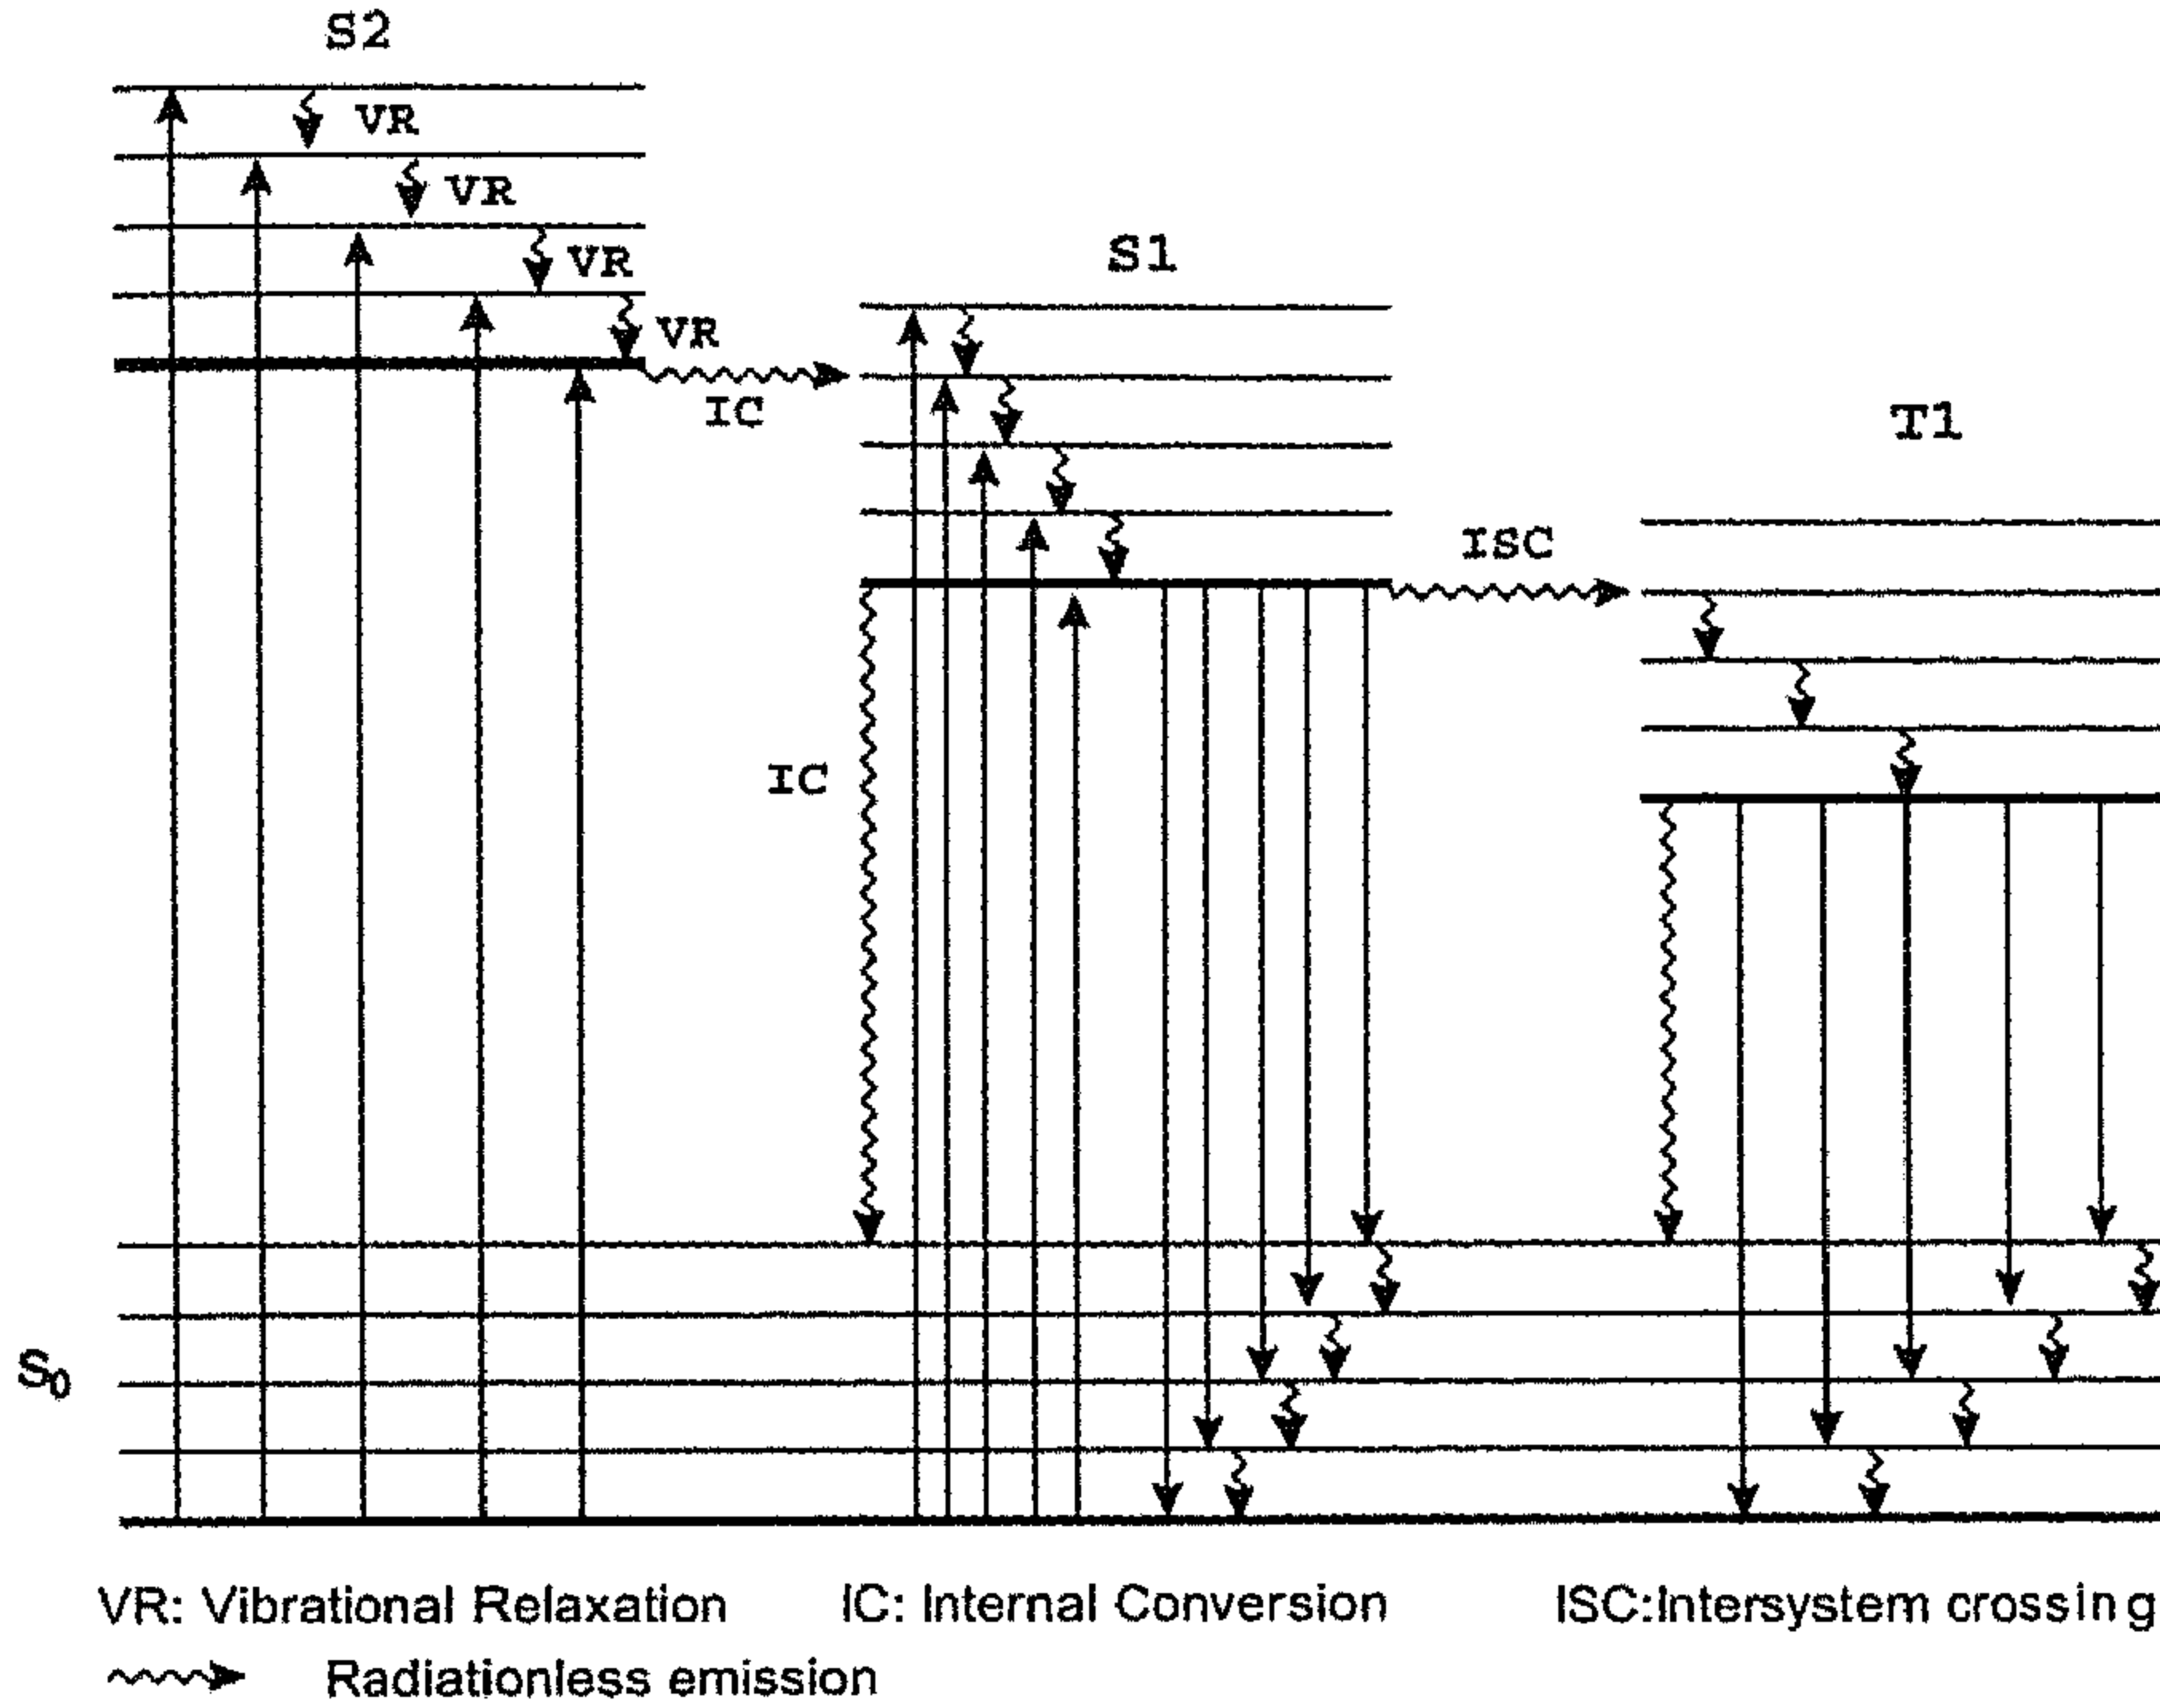 S2
VR
VR
VR
VR
IC
S1
IC
ISC
T1
S₀
VR: Vibrational Relaxation IC: Internal Conversion ISC:Intersystem crossing
Radiationless emission